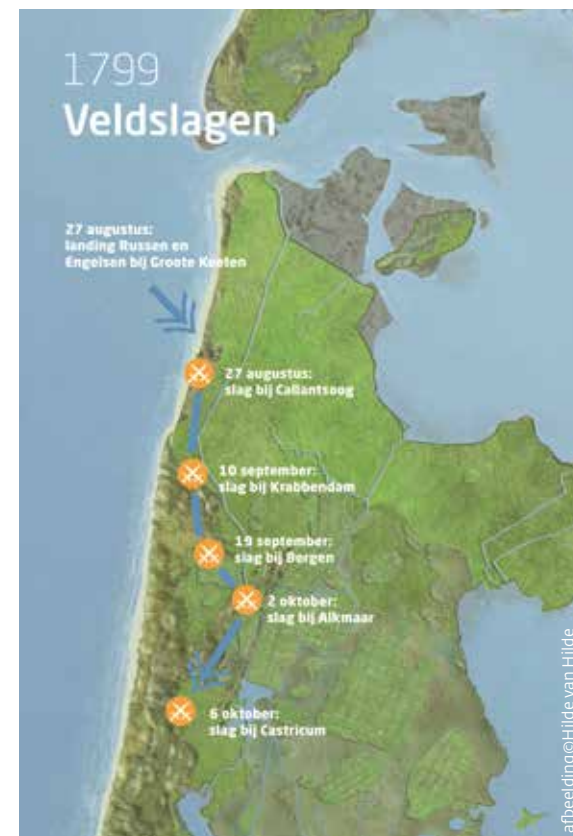 1799
Veldslagen
27 augustus:
landing Russen en
Engelsen bij Groote Keeten
27 augustus:
slag bij Callantsoog
10 september:
slag bij Krabbendam
19 september:
slag bij Bergen
2 oktober:
slag bij Alkmaar
6 oktober:
slag bij Castricum
afbeelding©Hilde van Hilde